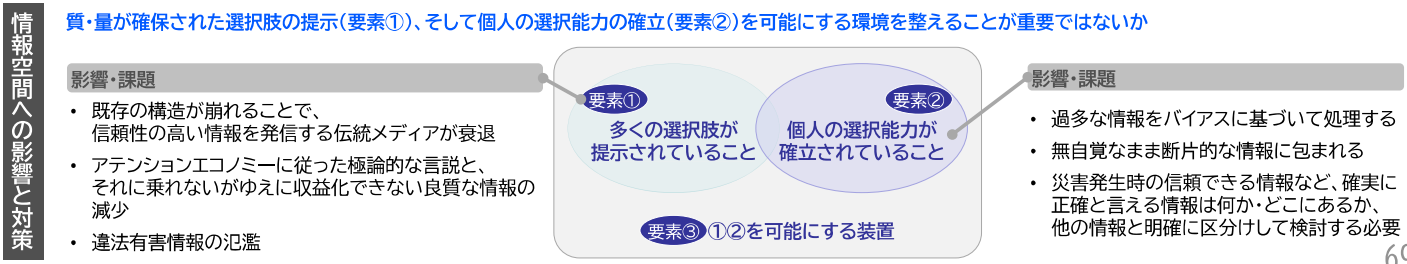 情報空間への影響と対策
質・量が確保された選択肢の提示（要素①）、そして個人の選択能力の確立（要素②）を可能にする環境を整えることが重要ではないか
影響・課題
• 既存の構造が崩れることで、
信頼性の高い情報を発信する伝統メディアが衰退
• アテンションエコノミーに従った極論的な言説と、
それに乗れないがゆえに収益化できない良質な情報の
減少
• 違法有害情報の氾濫
要素①
多くの選択肢が
提示されていること
要素②
個人の選択能力が
確立されていること
要素③ ①②を可能にする装置
影響・課題
• 過多な情報をバイアスに基づいて処理する
• 無自覚なまま断片的な情報に包まれる
• 災害発生時の信頼できる情報など、確実に
正確と言える情報は何か・どこにあるか、
他の情報と明確に区分けして検討する必要